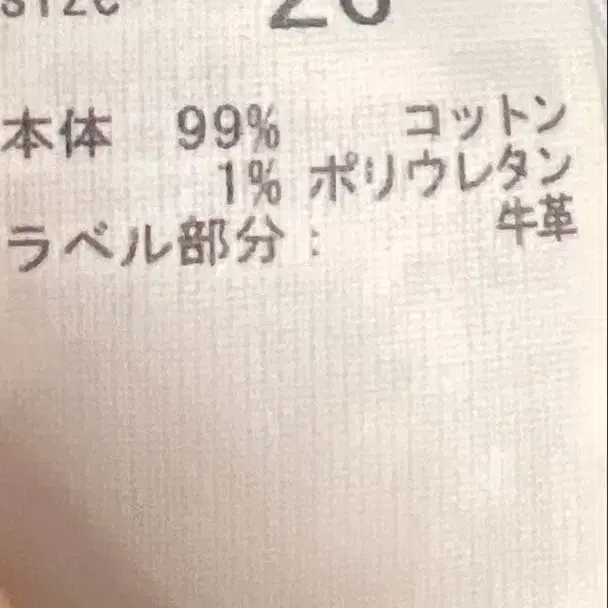 本体 99% コットン
1% ポリウレタン
ラベル部分: 牛革